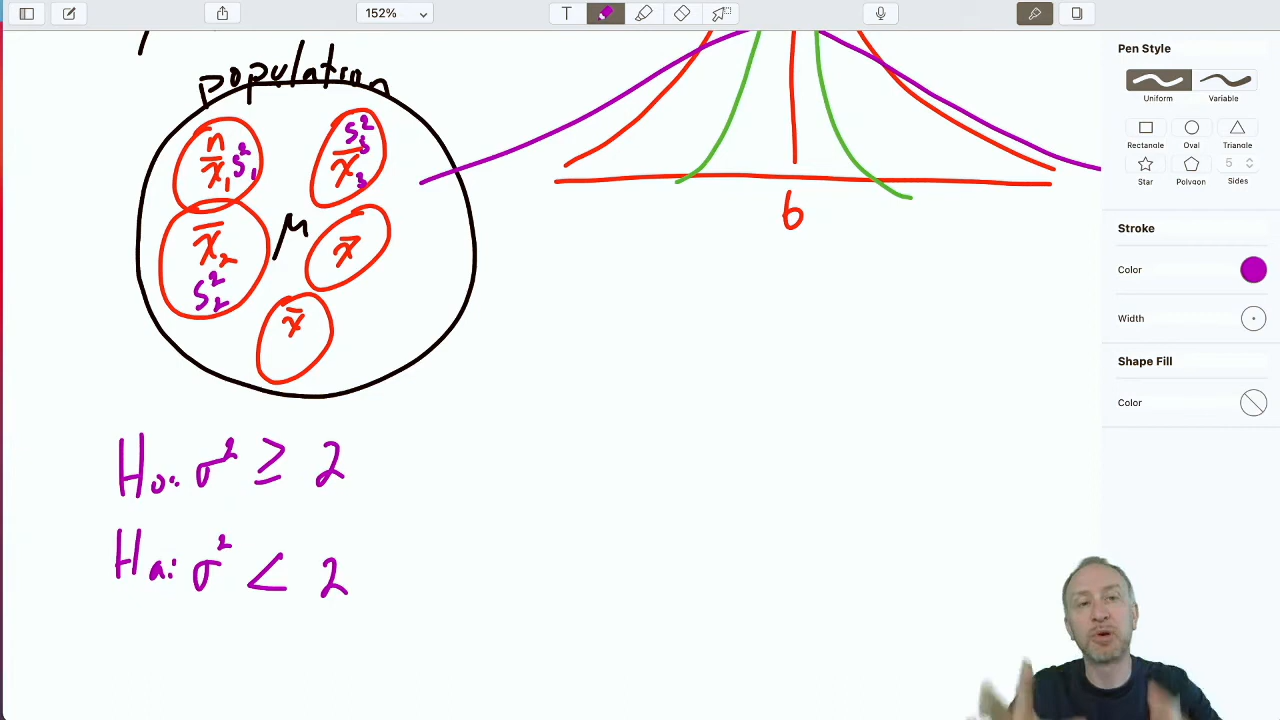 152%
T
population
n
x̄₁ s₁²
x̄₂
s₂²
s₃²
x̄₃
μ
x̄
x̄
6
H₀: σ² ≥ 2
Hₐ: σ² < 2
Pen Style
Uniform Variable
Rectangle Oval Triangle
Star Polygon 5 Sides
Stroke
Color
Width
Shape Fill
Color